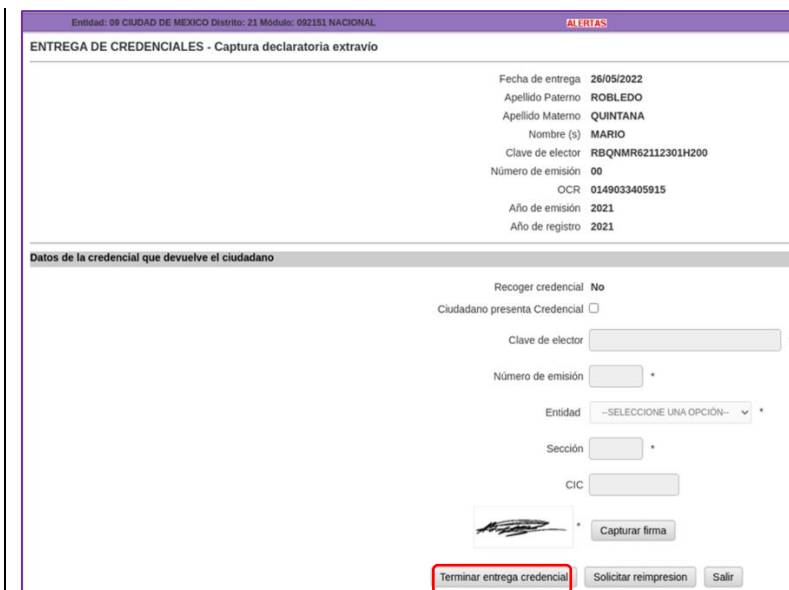 Entidad: 09 CIUDAD DE MEXICO Distrito: 21 Módulo: 092151 NACIONAL ALERTAS
ENTREGA DE CREDENCIALES - Captura declaratoria extravío
Fecha de entrega 26/05/2022
Apellido Paterno ROBLEDO
Apellido Materno QUINTANA
Nombre (s) MARIO
Clave de elector RBQNMR62112301H200
Número de emisión 00
OCR 0149033405915
Año de emisión 2021
Año de registro 2021
Datos de la credencial que devuelve el ciudadano
Recoger credencial No
Ciudadano presenta Credencial
Clave de elector
Número de emisión *
Entidad --SELECCIONE UNA OPCIÓN-- *
Sección *
CIC
* Capturar firma
Terminar entrega credencial Solicitar reimpresion Salir